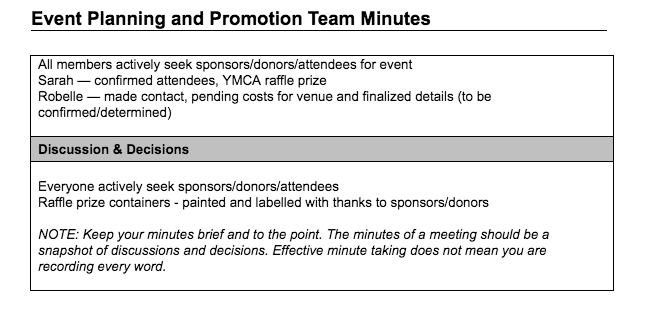 Event Planning and Promotion Team Minutes
All members actively seek sponsors/donors/attendees for event
Sarah — confirmed attendees, YMCA raffle prize
Robelle — made contact, pending costs for venue and finalized details (to be
confirmed/determined)
Discussion & Decisions
Everyone actively seek sponsors/donors/attendees
Raffle prize containers - painted and labelled with thanks to sponsors/donors
NOTE: Keep your minutes brief and to the point. The minutes of a meeting should be a
snapshot of discussions and decisions. Effective minute taking does not mean you are
recording every word.